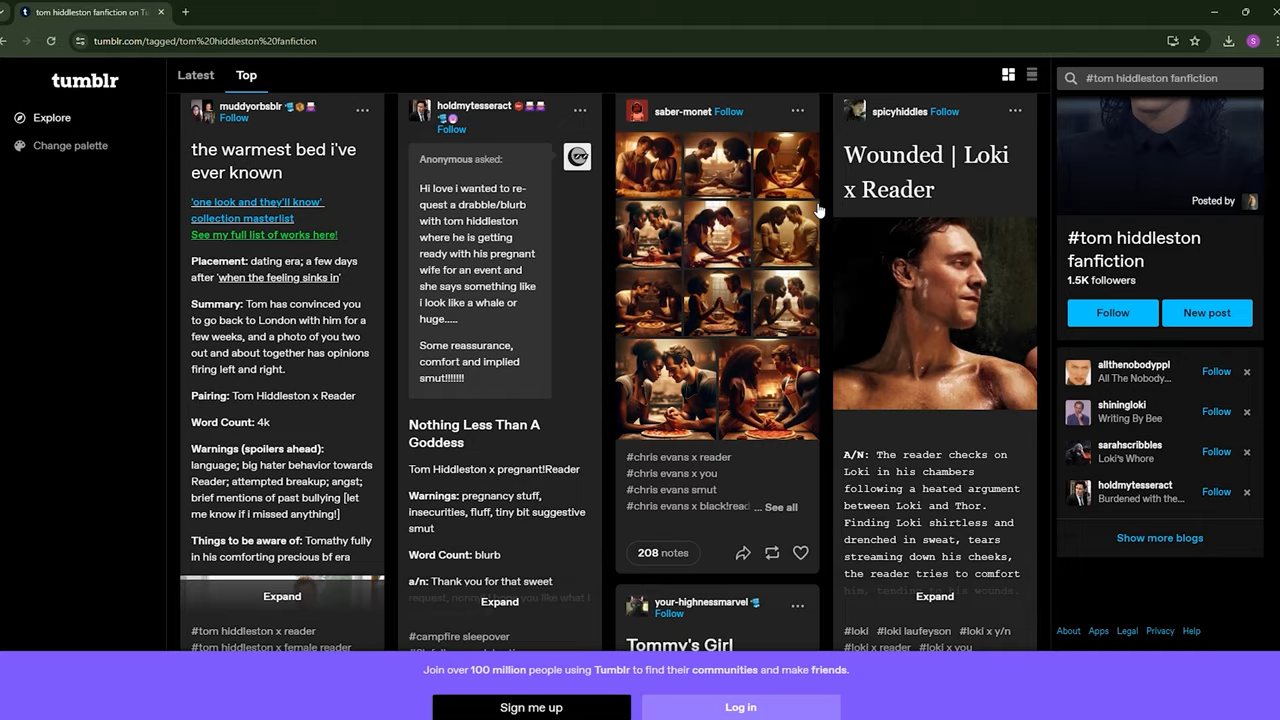 tom hiddleston fanfiction on Tu
tumblr.com/tagged/tom%20hiddleston%20fanfiction
S
tumblr
Explore
Change palette
Latest
Top
muddyorbsblr
Follow
the warmest bed i've
ever known
'one look and they'll know'
collection masterlist
See my full list of works here!
Placement: dating era; a few days
after 'when the feeling sinks in'
Summary: Tom has convinced you
to go back to London with him for a
few weeks, and a photo of you two
out and about together has opinions
firing left and right.
Pairing: Tom Hiddleston x Reader
Word Count: 4k
Warnings (spoilers ahead):
language; big hater behavior towards
Reader; attempted breakup; angst;
brief mentions of past bullying [let
me know if i missed anything!]
Things to be aware of: Tomathy fully
in his comforting precious bf era
Expand
#tom hiddleston x reader
#tom hiddleston x female reader
holdmytesseract
Follow
Anonymous asked:
Hi love i wanted to re-
quest a drabble/blurb
with tom hiddleston
where he is getting
ready with his pregnant
wife for an event and
she says something like
i look like a whale or
huge.....
Some reassurance,
comfort and implied
smut!!!!!!!
Nothing Less Than A
Goddess
Tom Hiddleston x pregnant!Reader
Warnings: pregnancy stuff,
insecurities, fluff, tiny bit suggestive
smut
Word Count: blurb
a/n: Thank you for that sweet
request, nonny! I hope you like what I
Expand
#campfire sleepover
saber-monet Follow
#chris evans x reader
#chris evans x you
#chris evans smut
#chris evans x black!read ... See all
208 notes
your-highnessmarvel
Follow
Tommy's Girl
spicyhiddles Follow
Wounded | Loki
x Reader
A/N: The reader checks on
Loki in his chambers
following a heated argument
between Loki and Thor.
Finding Loki shirtless and
drenched in sweat, tears
streaming down his cheeks,
the reader tries to comfort
him, tending to his wounds.
Expand
#loki #loki laufeyson #loki x y/n
#loki x reader #loki x you
#tom hiddleston fanfiction
Posted by
#tom hiddleston
fanfiction
1.5K followers
Follow
New post
allthenobodyppl
All The Nobody...
Follow
shiningloki
Writing By Bee
Follow
sarahscribbles
Loki's Whore
Follow
holdmytesseract
Burdened with the...
Follow
Show more blogs
About Apps Legal Privacy Help
Join over 100 million people using Tumblr to find their communities and make friends.
Sign me up
Log in